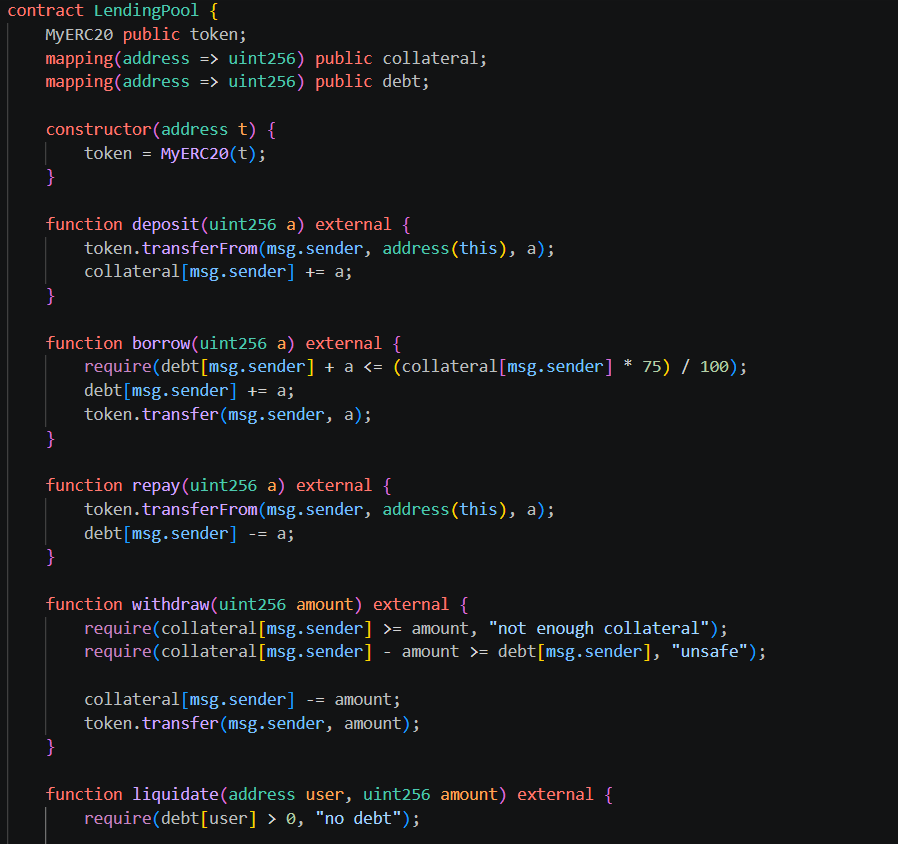 contract LendingPool {
    MyERC20 public token;
    mapping(address => uint256) public collateral;
    mapping(address => uint256) public debt;

    constructor(address t) {
        token = MyERC20(t);
    }

    function deposit(uint256 a) external {
        token.transferFrom(msg.sender, address(this), a);
        collateral[msg.sender] += a;
    }

    function borrow(uint256 a) external {
        require(debt[msg.sender] + a <= (collateral[msg.sender] * 75) / 100);
        debt[msg.sender] += a;
        token.transfer(msg.sender, a);
    }

    function repay(uint256 a) external {
        token.transferFrom(msg.sender, address(this), a);
        debt[msg.sender] -= a;
    }

    function withdraw(uint256 amount) external {
        require(collateral[msg.sender] >= amount, "not enough collateral");
        require(collateral[msg.sender] - amount >= debt[msg.sender], "unsafe");

        collateral[msg.sender] -= amount;
        token.transfer(msg.sender, amount);
    }

    function liquidate(address user, uint256 amount) external {
        require(debt[user] > 0, "no debt");